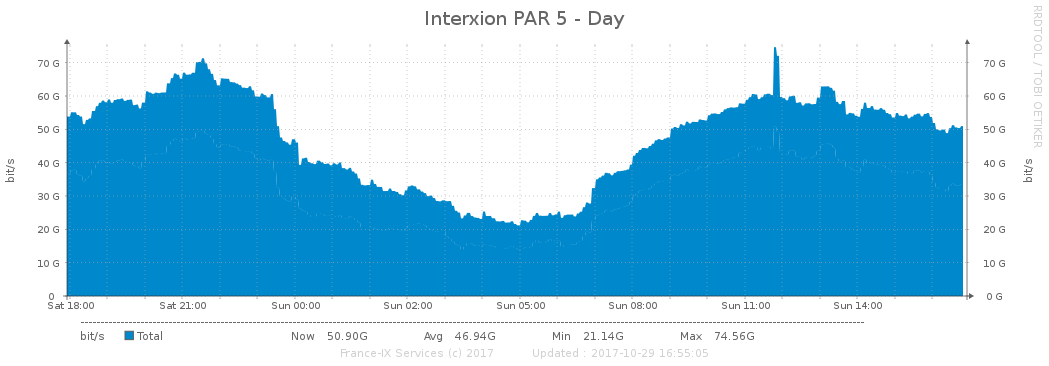 Interxion PAR 5 - Day
RRDTOOL / TOBI OETIKER
70 G 70 G
60 G 60 G
50 G 50 G
40 G 40 G
30 G 30 G
20 G 20 G
10 G 10 G
0 0 G
bit/s bit/s
Sat 18:00 Sat 21:00 Sun 00:00 Sun 02:00 Sun 05:00 Sun 08:00 Sun 11:00 Sun 14:00
bit/s Total Now 50.90G Avg 46.94G Min 21.14G Max 74.56G
France-IX Services (c) 2017 Updated : 2017-10-29 16:55:05